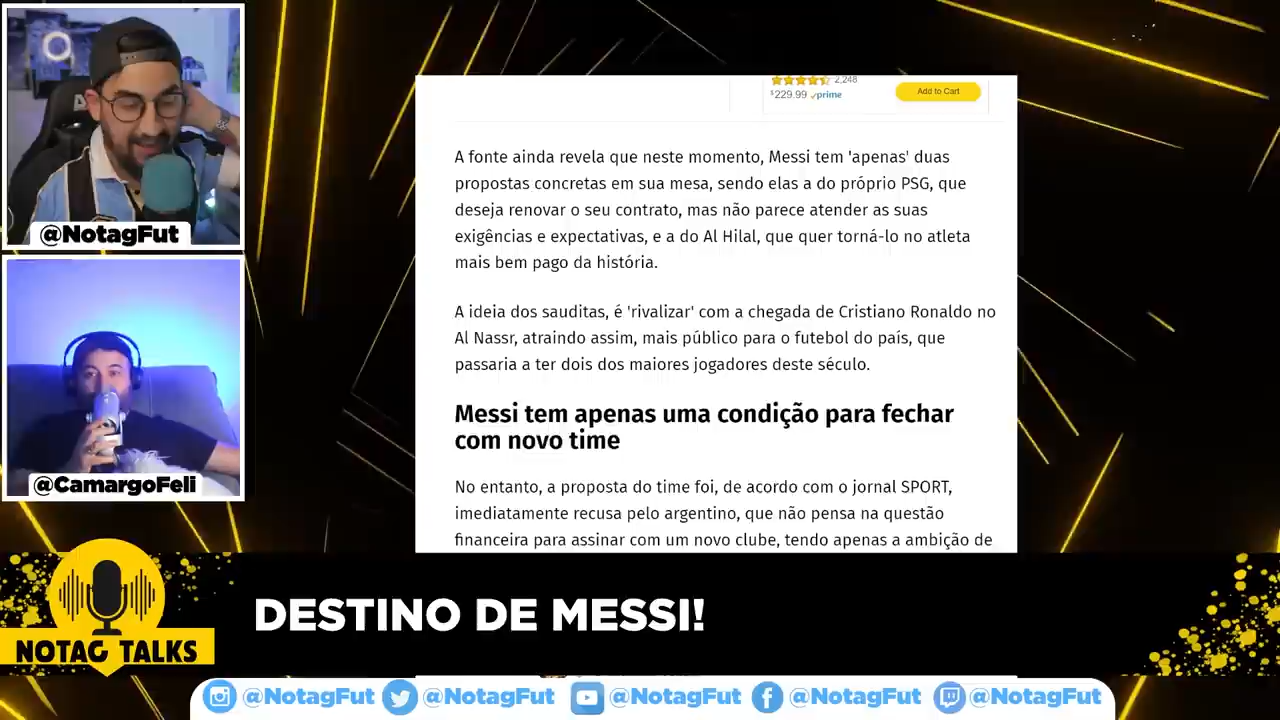 @NotagFut
@CamargoFeli
2,248
$229.99 prime
Add to Cart
A fonte ainda revela que neste momento, Messi tem 'apenas' duas
propostas concretas em sua mesa, sendo elas a do próprio PSG, que
deseja renovar o seu contrato, mas não parece atender as suas
exigências e expectativas, e a do Al Hilal, que quer torná-lo no atleta
mais bem pago da história.
A ideia dos sauditas, é 'rivalizar' com a chegada de Cristiano Ronaldo no
Al Nassr, atraindo assim, mais público para o futebol do país, que
passaria a ter dois dos maiores jogadores deste século.
Messi tem apenas uma condição para fechar
com novo time
No entanto, a proposta do time foi, de acordo com o jornal SPORT,
imediatamente recusa pelo argentino, que não pensa na questão
financeira para assinar com um novo clube, tendo apenas a ambição de
NOTAG TALKS
DESTINO DE MESSI!
@NotagFut @NotagFut @NotagFut @NotagFut @NotagFut